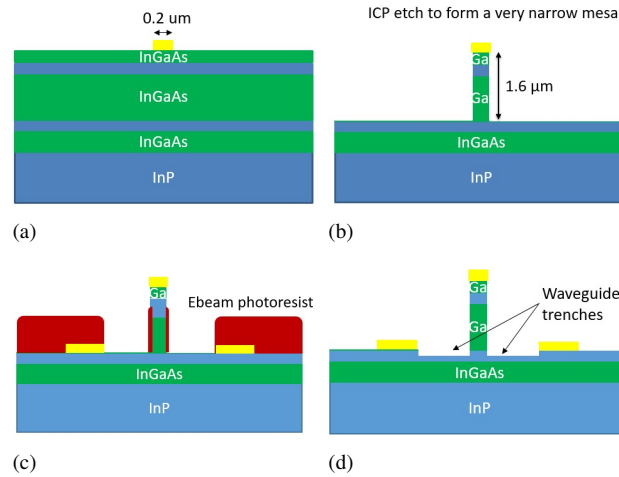 0.2 um
InGaAs
InGaAs
InGaAs
InP
(a)
ICP etch to form a very narrow mesa
Ga
Ga
1.6 μm
InGaAs
InP
(b)
Ga
Ebeam photoresist
InGaAs
InP
(c)
Ga
Ga
Waveguide
trenches
InGaAs
InP
(d)